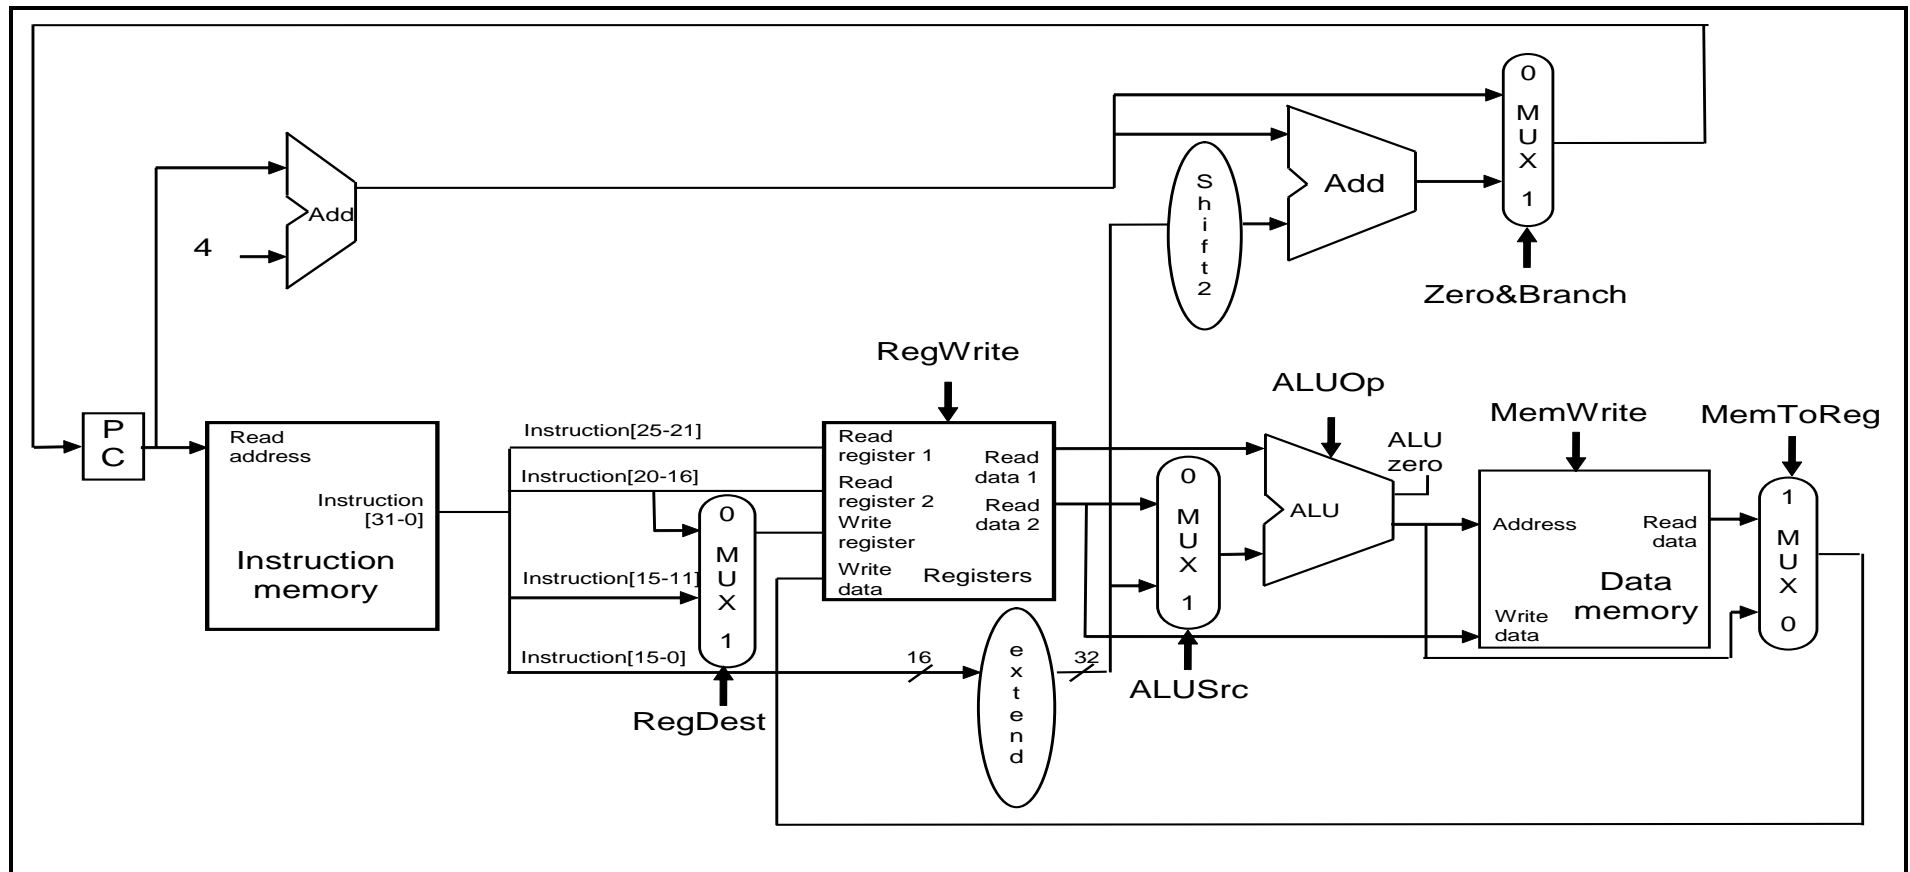 0
M
U
X
1
Zero&Branch
Add
S
h
i
f
t
2
Add
4
P
C
Read
address
Instruction
[31-0]
Instruction
memory
Instruction[25-21]
Instruction[20-16]
Instruction[15-11]
Instruction[15-0]
0
M
U
X
1
RegDest
RegWrite
Read
register 1
Read
register 2
Write
register
Write
data
Read
data 1
Read
data 2
Registers
16
e
x
t
e
n
d
32
0
M
U
X
1
ALUSrc
ALUOp
ALU
ALU
zero
MemWrite
Address
Read
data
Data
memory
Write
data
MemToReg
1
M
U
X
0